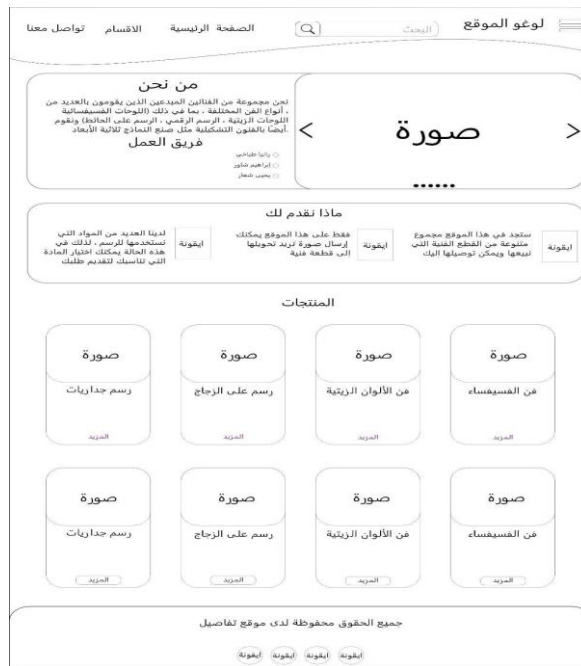 لوغو الموقع
البحث
الصفحة الرئيسية
الاقسام
تواصل معنا
صورة
من نحن
نحن مجموعة من الفنانين المبدعين الذين يقومون بالعديد من
أنواع الفن المختلفة ، بما في ذلك (اللوحات الفسيفسائية ،
اللوحات الزيتية ، الرسم الرقمي ، الرسم على الحائط) ونقوم
أيضًا بالفنون التشكيلية مثل صنع النماذج ثلاثية الأبعاد.
فريق العمل
رانيا طباخي
إبراهيم شاور
يحيى شعار
ماذا نقدم لك
ايقونة
ستجد في هذا الموقع مجموع
متنوعة من القطع الفنية التي
نبيعها ويمكن توصيلها إليك
ايقونة
فقط على هذا الموقع يمكنك
إرسال صورة تريد تحويلها
الى قطعة فنية
ايقونة
لدينا العديد من المواد التي
نستخدمها للرسم ، لذلك في
هذه الحالة يمكنك اختيار المادة
التي تناسبك لتقديم طلبك
المنتجات
صورة
فن الفسيفساء
المزيد
صورة
فن الألوان الزيتية
المزيد
صورة
رسم على الزجاج
المزيد
صورة
رسم جداريات
المزيد
صورة
فن الفسيفساء
المزيد
صورة
فن الألوان الزيتية
المزيد
صورة
رسم على الزجاج
المزيد
صورة
رسم جداريات
المزيد
جميع الحقوق محفوظة لدى موقع تفاصيل
ايقونة
ايقونة
ايقونة
ايقونة